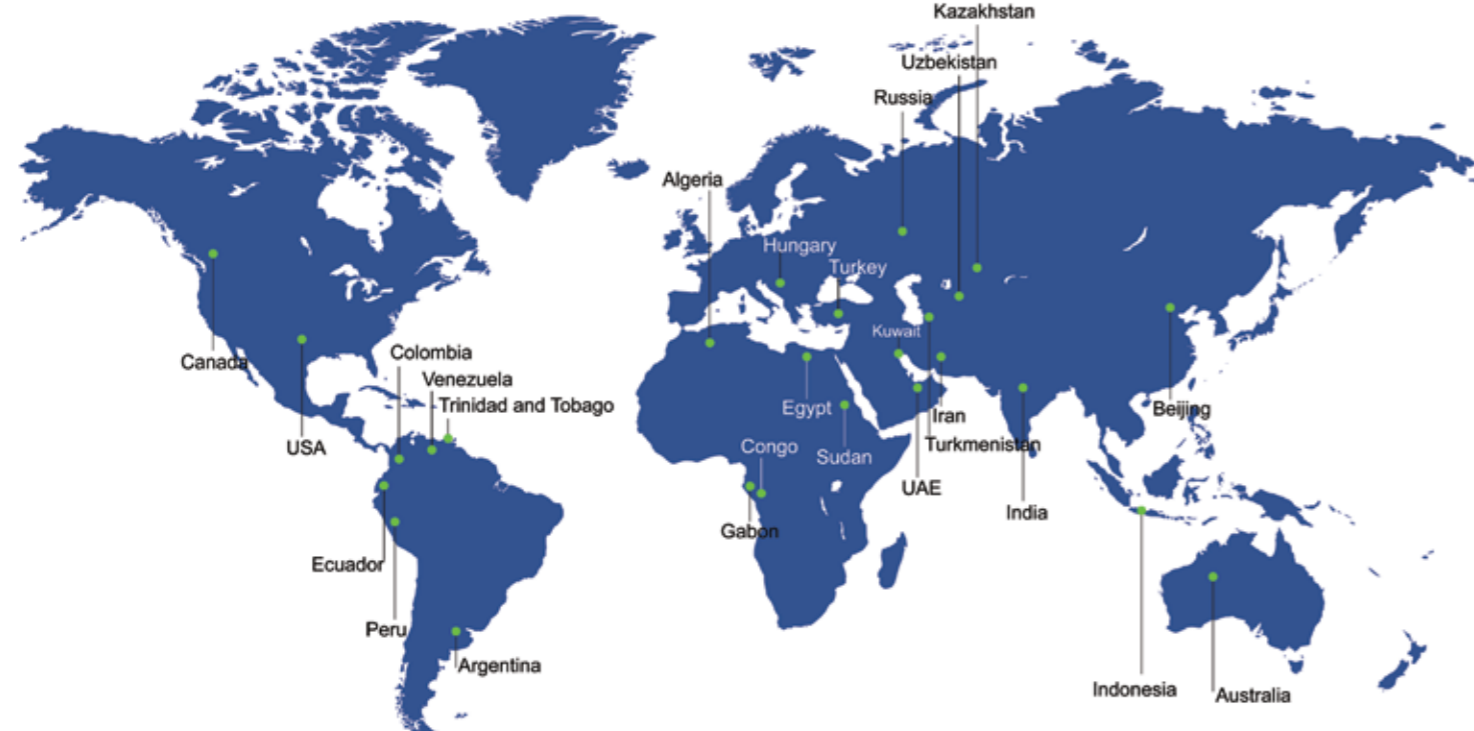 Kazakhstan
Uzbekistan
Russia
Algeria
Hungary
Turkey
Kuwait
Canada
Colombia
Venezuela
Trinidad and Tobago
Egypt
Iran
Beijing
USA
Congo
Sudan
Turkmenistan
UAE
India
Gabon
Ecuador
Peru
Argentina
Indonesia
Australia